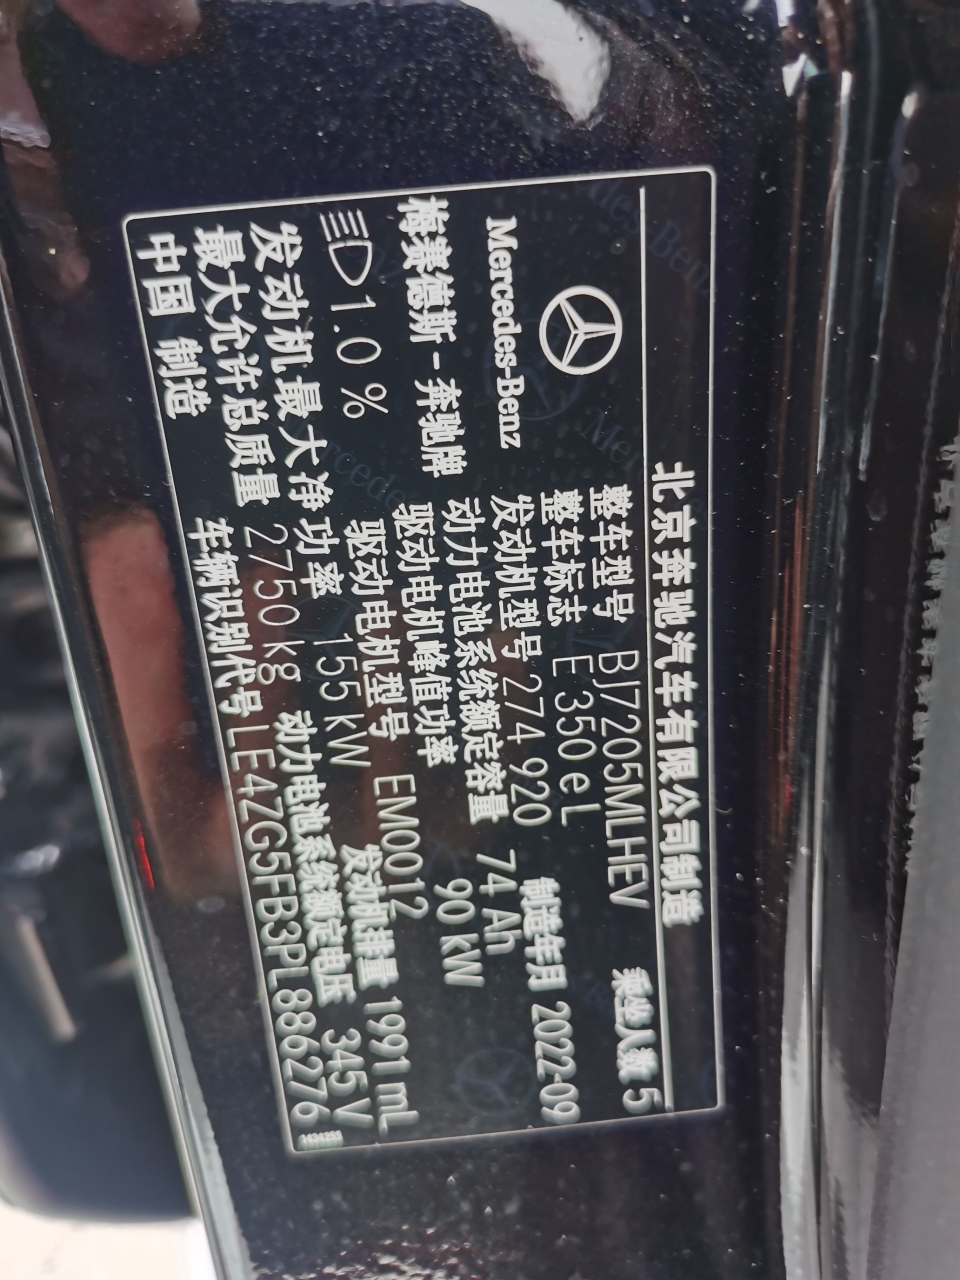 北京奔驰汽车有限公司制造
整车型号 BJ7205MLHEV 乘坐人数 5
整车标志 E 350 e L
Mercedes-Benz
发动机型号 274 920 制造年月 2022-09
动力电池系统额定容量 74 Ah
梅赛德斯-奔驰牌 驱动电机峰值功率 90 kW
1.0 % 驱动电机型号 EM0012 发动机排量 1991 mL
发动机最大净功率 155 kW 动力电池系统额定电压 345 V
最大允许总质量 2750 kg
中国 制造 车辆识别代号 LE4ZG5FB3PL886276
1434253